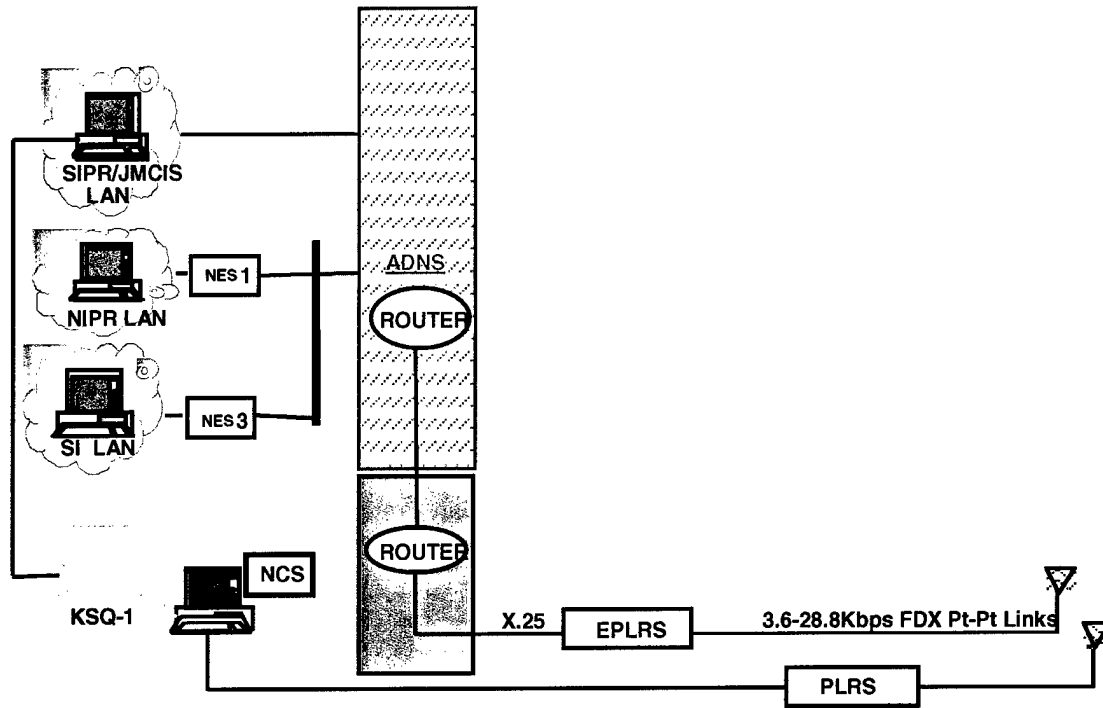 SIPR/JMCIS
LAN
NES 1
NIPR LAN
NES 3
SI LAN
ADNS
ROUTER
ROUTER
NCS
KSQ-1
X.25
EPLRS
3.6-28.8Kbps FDX Pt-Pt Links
PLRS